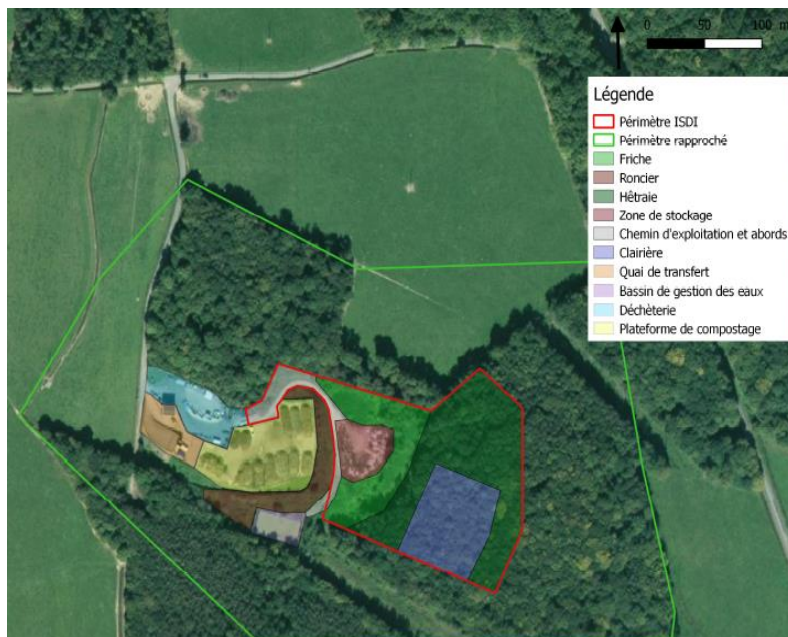 0 50 100 m
Légende
Périmètre ISDI
Périmètre rapproché
Friche
Roncier
Hêtraie
Zone de stockage
Chemin d'exploitation et abords
Clairière
Quai de transfert
Bassin de gestion des eaux
Déchèterie
Plateforme de compostage